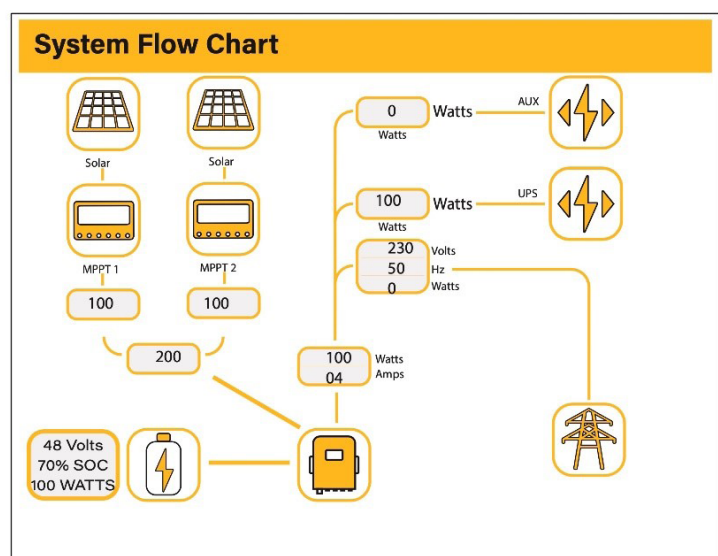 System Flow Chart
Solar
Solar
MPPT 1
MPPT 2
100
100
200
0 Watts
Watts
AUX
100 Watts
Watts
UPS
230 Volts
50 Hz
0 Watts
100 Watts
04 Amps
48 Volts
70% SOC
100 WATTS